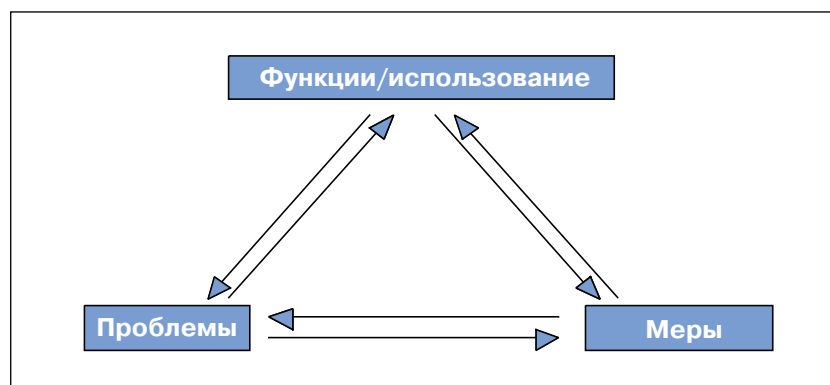 Функции/использование
Проблемы
Меры